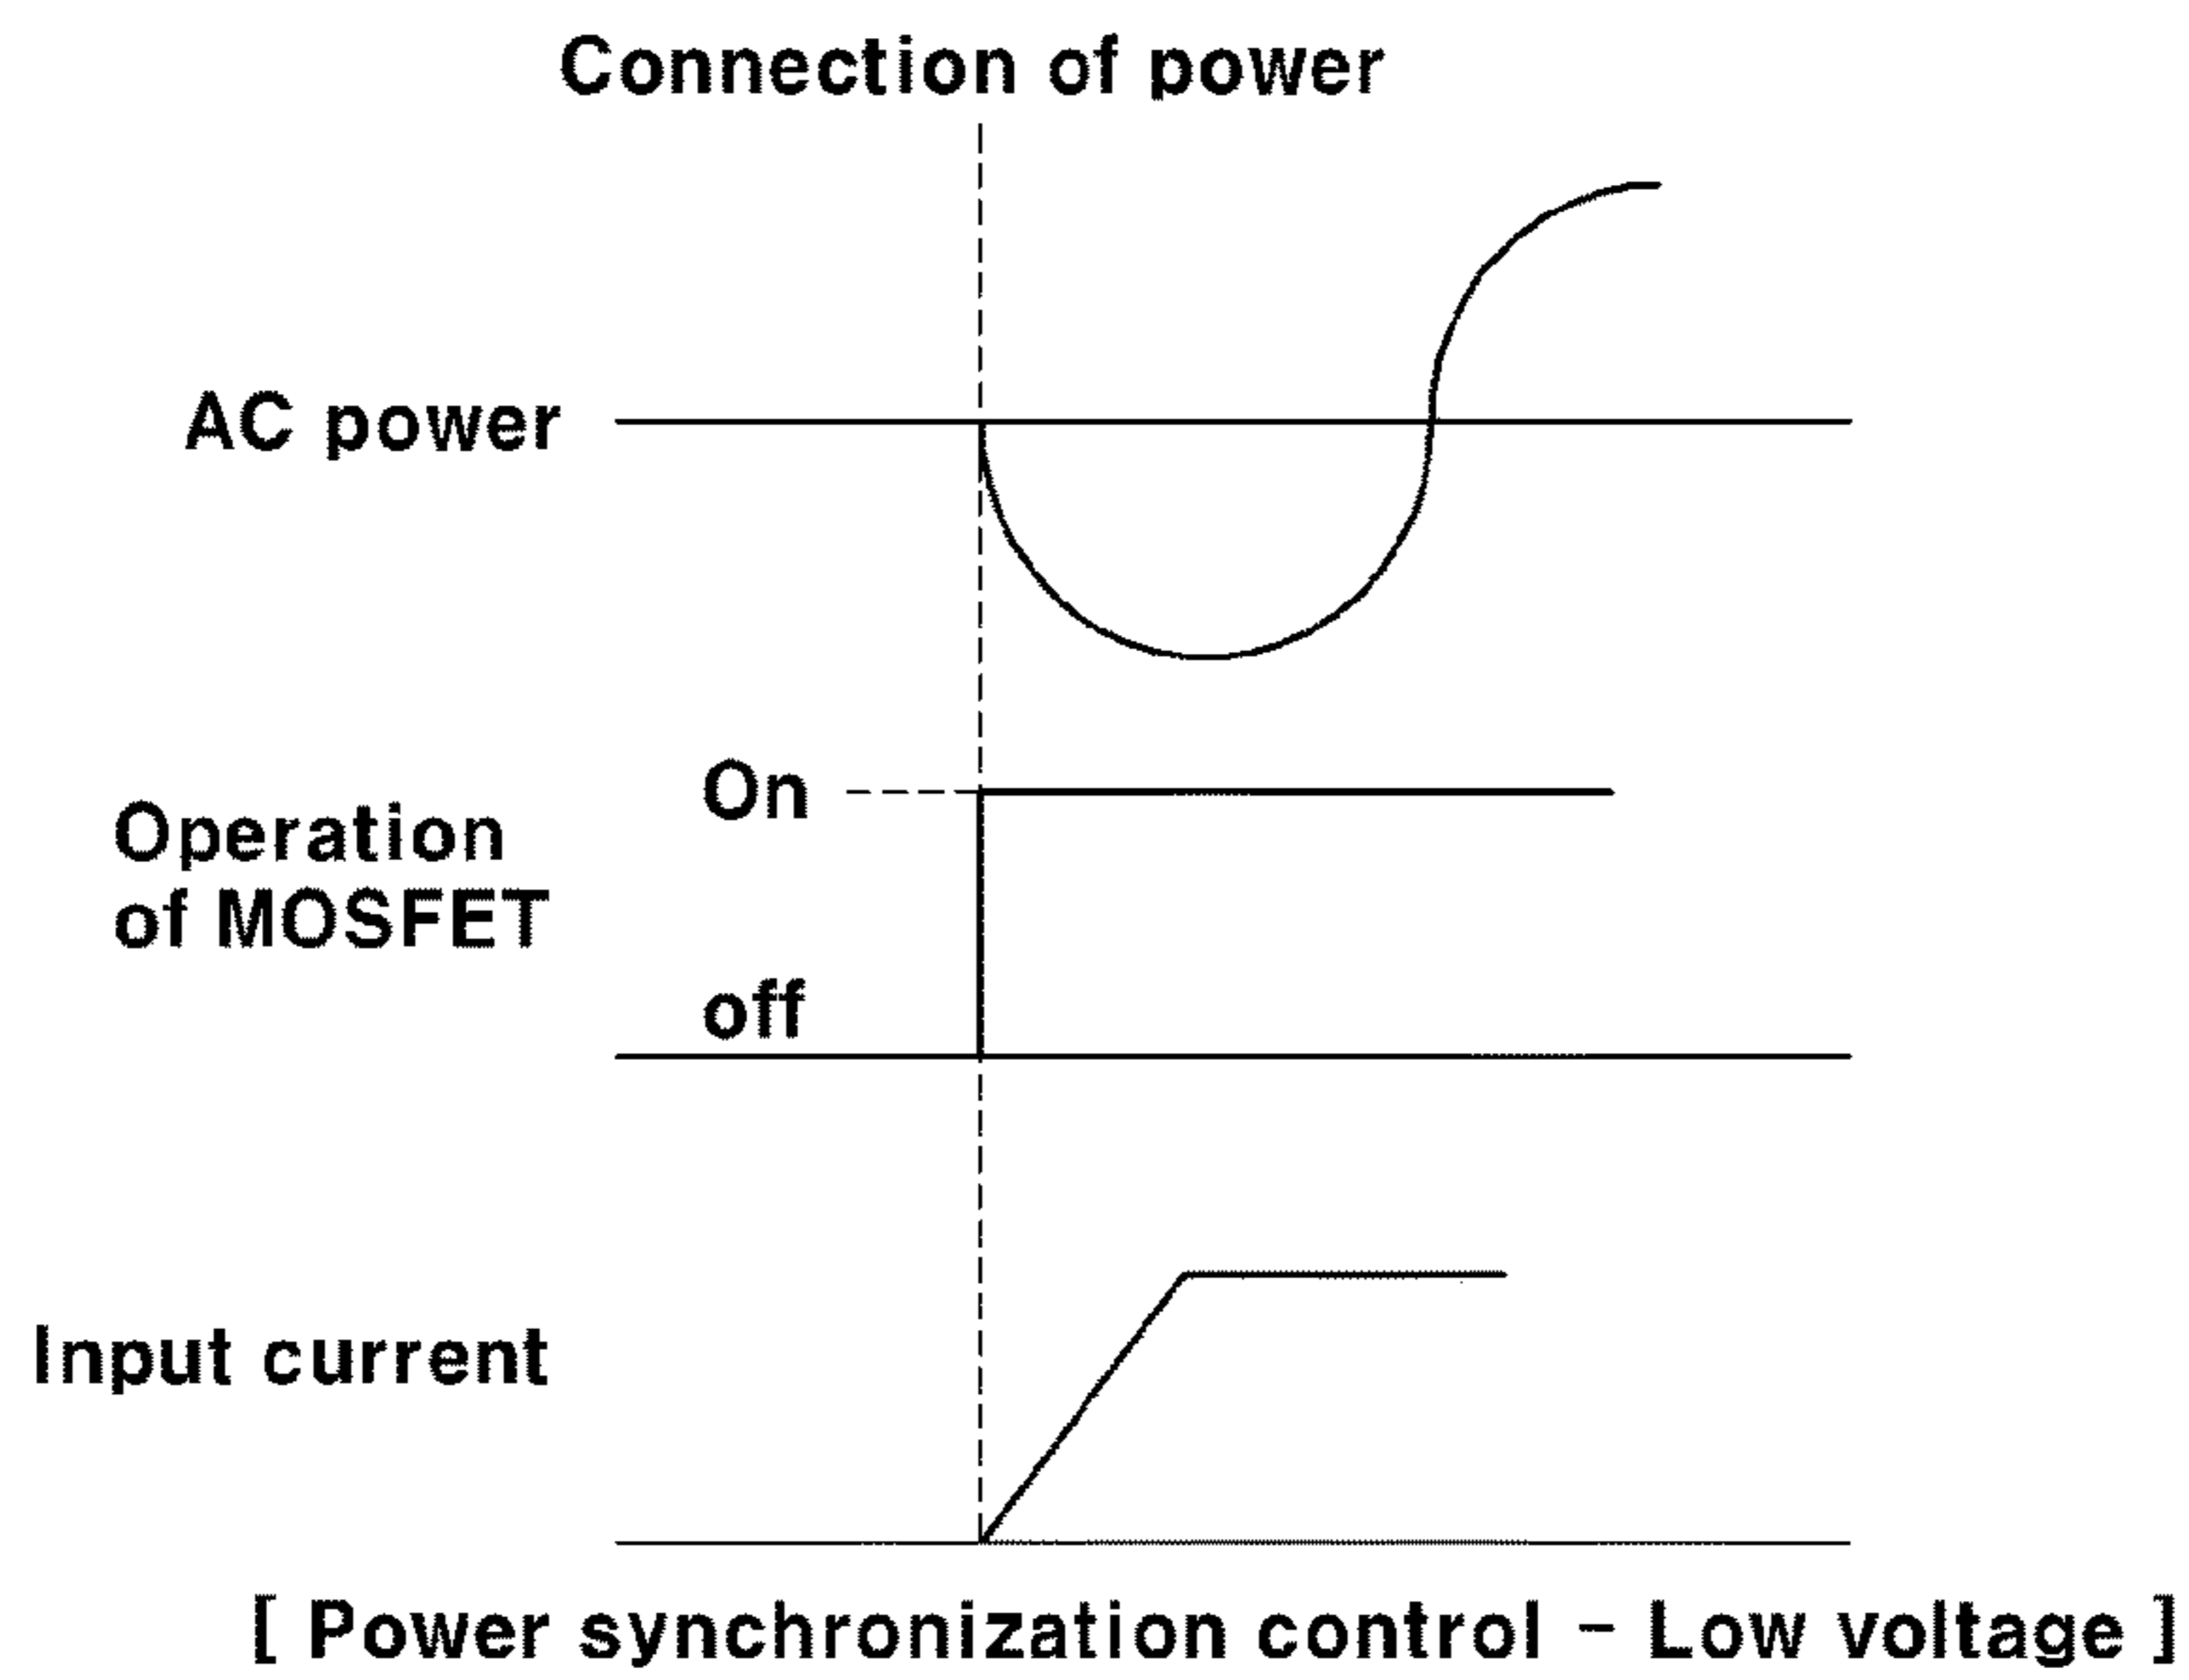 Connection of power
AC power
On
Operation
of MOSFET
off
Input current
[ Power synchronization control - Low voltage ]